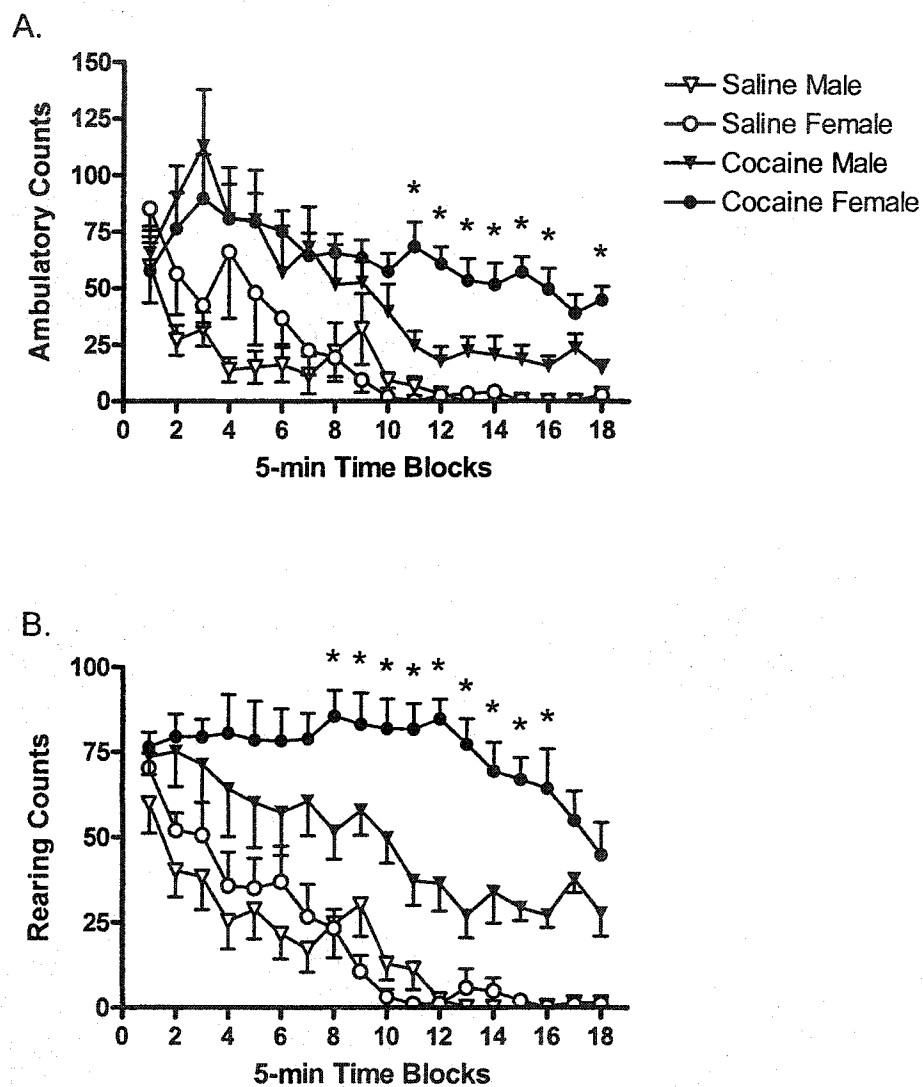 A.
150
125
100
75
50
25
0
Ambulatory Counts
* * * * * * *
0 2 4 6 8 10 12 14 16 18
5-min Time Blocks
Saline Male
Saline Female
Cocaine Male
Cocaine Female
B.
100
75
50
25
0
Rearing Counts
* * * * * * * * *
0 2 4 6 8 10 12 14 16 18
5-min Time Blocks